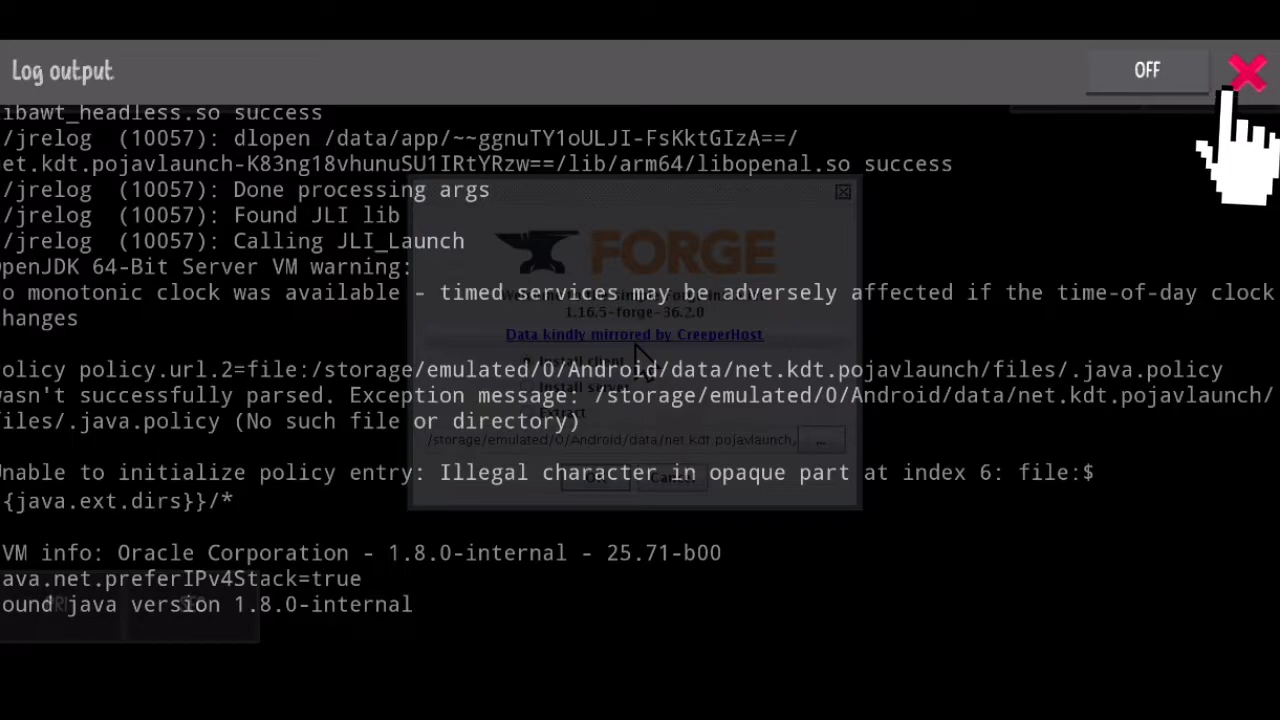 Log output
OFF
ibawt_headless.so success
/jrelog (10057): dlopen /data/app/~~ggnuTY1oULJI-FsKktGIzA==/
et.kdt.pojavlaunch-K83ng18vhunuSU1IRtYRzw==/lib/arm64/libopenal.so success
/jrelog (10057): Done processing args
/jrelog (10057): Found JLI lib
/jrelog (10057): Calling JLI_Launch
FORGE
penJDK 64-Bit Server VM warning:
o monotonic clock was available - timed services may be adversely affected if the time-of-day clock
hanges
1.16.5-forge-36.2.0
Data kindly mirrored by CreeperHost
Install client
olicy policy.url.2=file:/storage/emulated/0/Android/data/net.kdt.pojavlaunch/files/.java.policy
Install server
asn't successfully parsed. Exception message: /storage/emulated/0/Android/data/net.kdt.pojavlaunch/
Extract
iles/.java.policy (No such file or directory)
/storage/emulated/0/Android/data/net.kdt.pojavlaunch/
...
nable to initialize policy entry: Illegal character in opaque part at index 6: file:$
Cancel
{java.ext.dirs}}/*
VM info: Oracle Corporation - 1.8.0-internal - 25.71-b00
ava.net.preferIPv4Stack=true
ound java version 1.8.0-internal